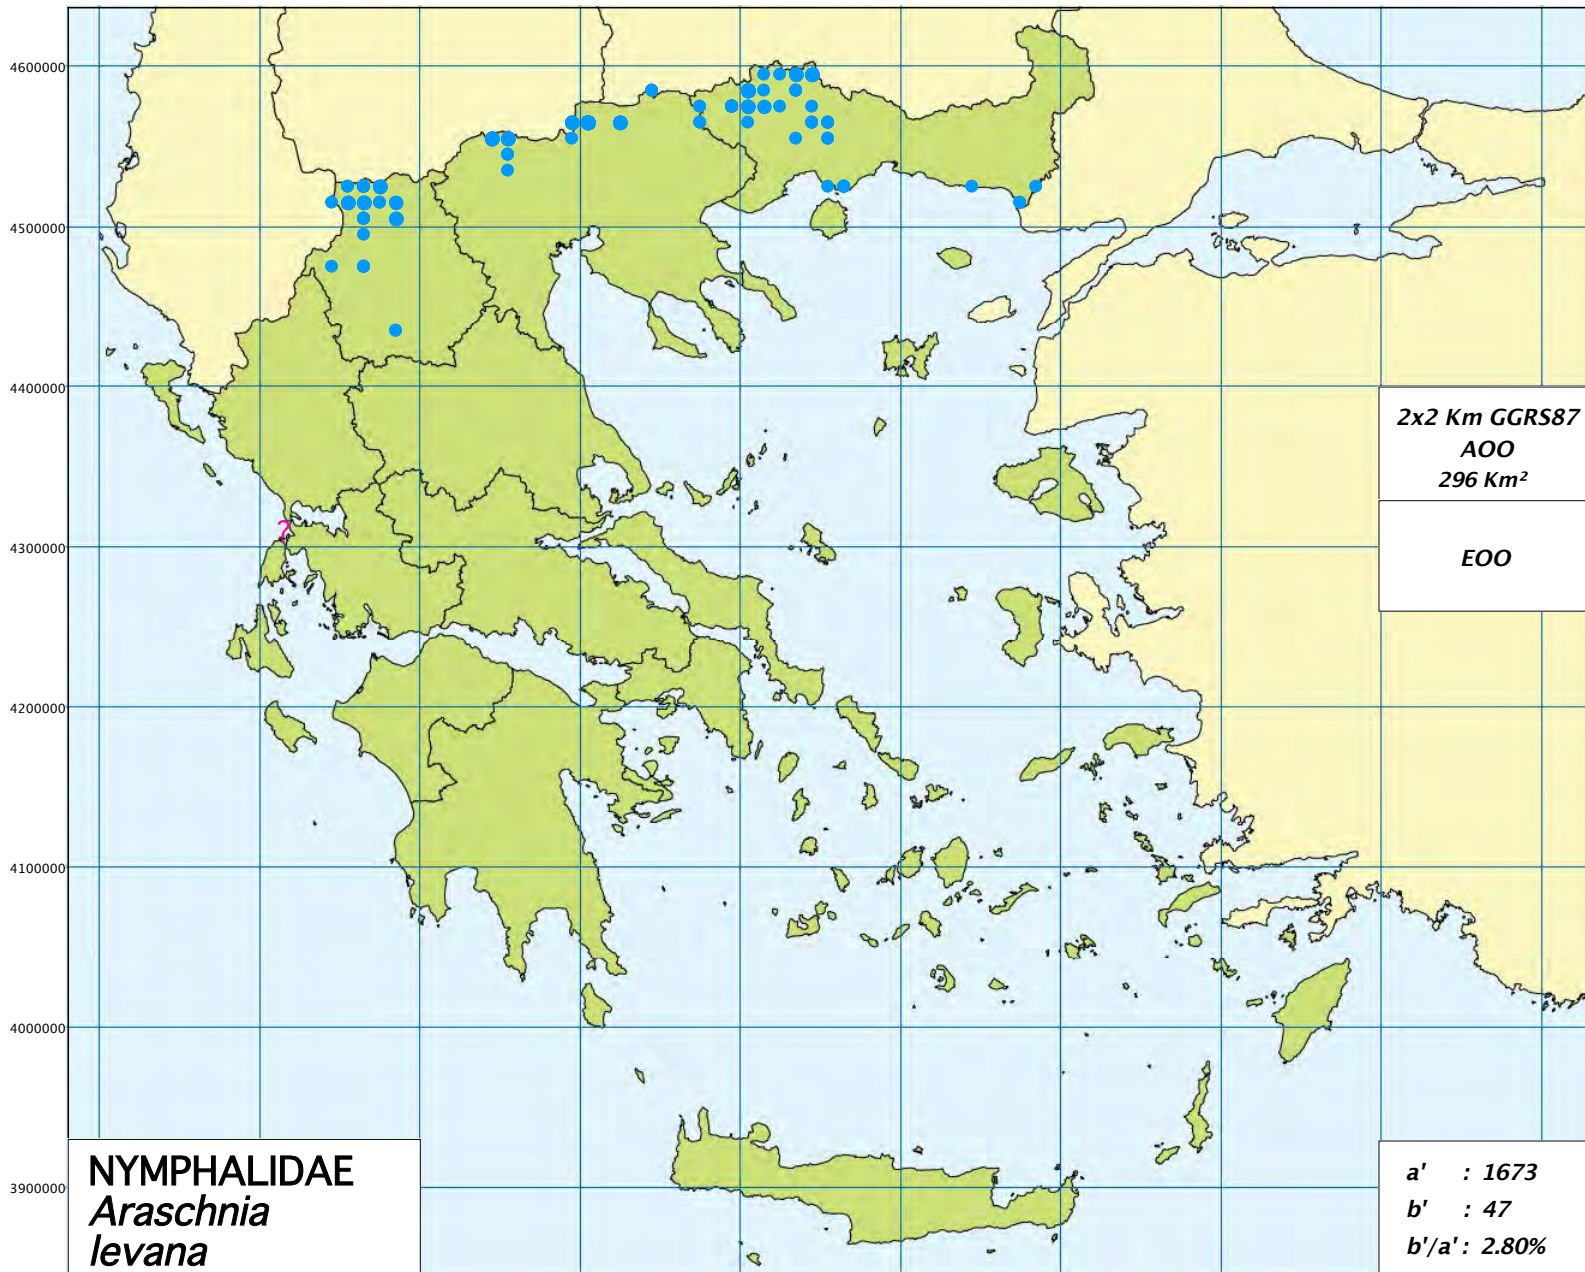 4600000
4500000
4400000
4300000
4200000
4100000
4000000
3900000
?
2x2 Km GGRS87
AOO
296 Km²
EOO
NYMPHALIDAE
Araschnia
levana
a' : 1673
b' : 47
b'/a' : 2.80%